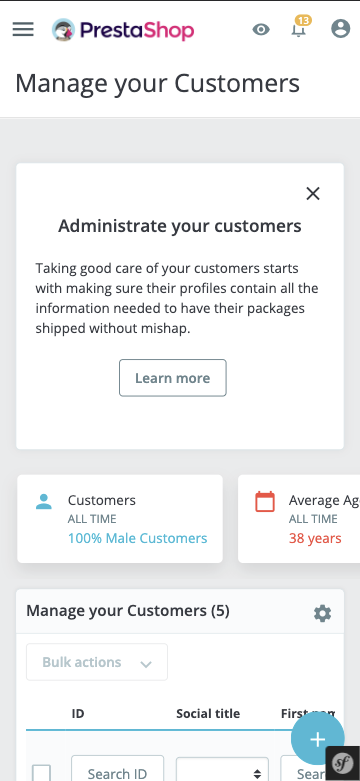 PrestaShop
13
Manage your Customers
Administrate your customers
Taking good care of your customers starts
with making sure their profiles contain all the
information needed to have their packages
shipped without mishap.
Learn more
Customers
ALL TIME
100% Male Customers
Average Ag
ALL TIME
38 years
Manage your Customers (5)
Bulk actions
ID Social title First nam
Search ID Sear
sf